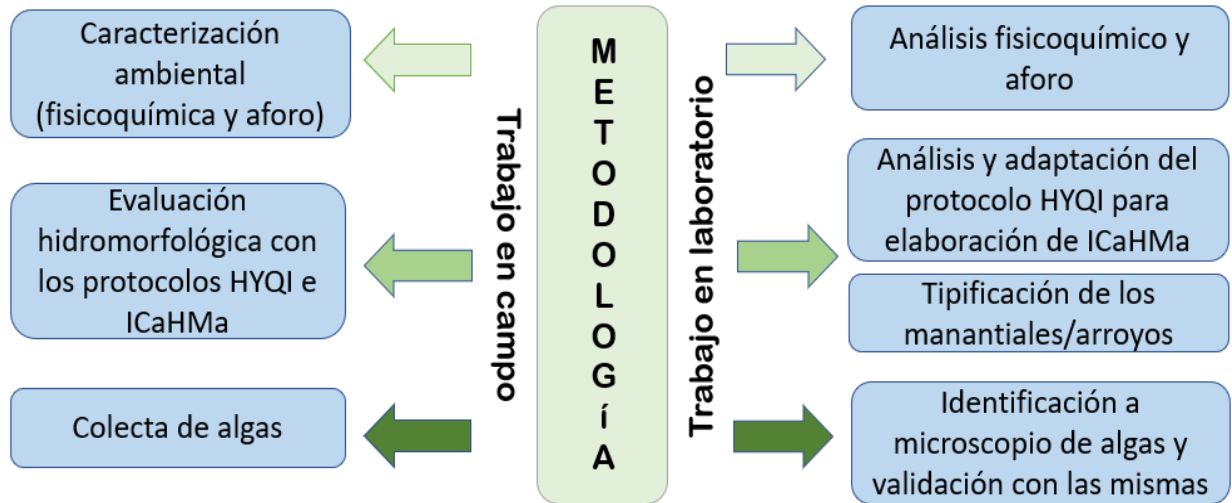 Caracterización
ambiental
(fisicoquímica y aforo)
Evaluación
hidromorfológica con
los protocolos HYQI e
ICaHMa
Colecta de algas
Trabajo en campo
METODOLOGíA
Trabajo en laboratorio
Análisis fisicoquímico y
aforo
Análisis y adaptación del
protocolo HYQI para
elaboración de ICaHMa
Tipificación de los
manantiales/arroyos
Identificación a
microscopio de algas y
validación con las mismas